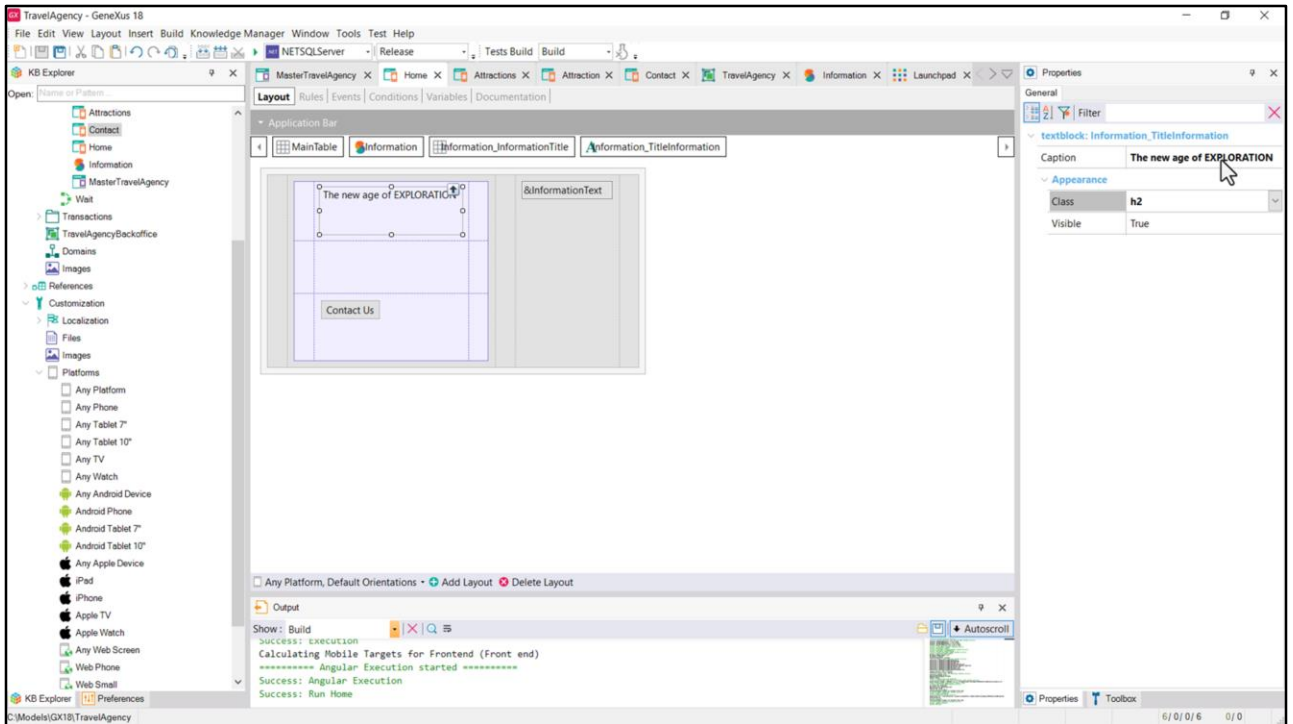 TravelAgency - GeneXus 18
File Edit View Layout Insert Build Knowledge Manager Window Tools Test Help
NETSQLServer Release Tests Build Build
KB Explorer
Open: Name or Pattern...
Attractions
Contact
Home
Information
MasterTravelAgency
Wait
Transactions
TravelAgencyBackoffice
Domains
Images
References
Customization
Localization
Files
Images
Platforms
Any Platform
Any Phone
Any Tablet 7"
Any Tablet 10"
Any TV
Any Watch
Any Android Device
Android Phone
Android Tablet 7"
Android Tablet 10"
Any Apple Device
iPad
iPhone
Apple TV
Apple Watch
Any Web Screen
Web Phone
Web Small
KB Explorer Preferences
MasterTravelAgency Home Attractions Attraction Contact TravelAgency Information Launchpad
Layout Rules Events Conditions Variables Documentation
Application Bar
MainTable Information Information_InformationTitle Information_TitleInformation
The new age of EXPLORATION
&InformationText
Contact Us
Any Platform, Default Orientations Add Layout Delete Layout
Output
Show: Build Autoscroll
Success: Execution
Calculating Mobile Targets for Frontend (Front end)
========== Angular Execution started ==========
Success: Angular Execution
Success: Run Home
Properties
General
Filter
textblock: Information_TitleInformation
Caption The new age of EXPLORATION
Appearance
Class h2
Visible True
Properties Toolbox
C:\Models\GX18\TravelAgency 6/0/0/6 0/0